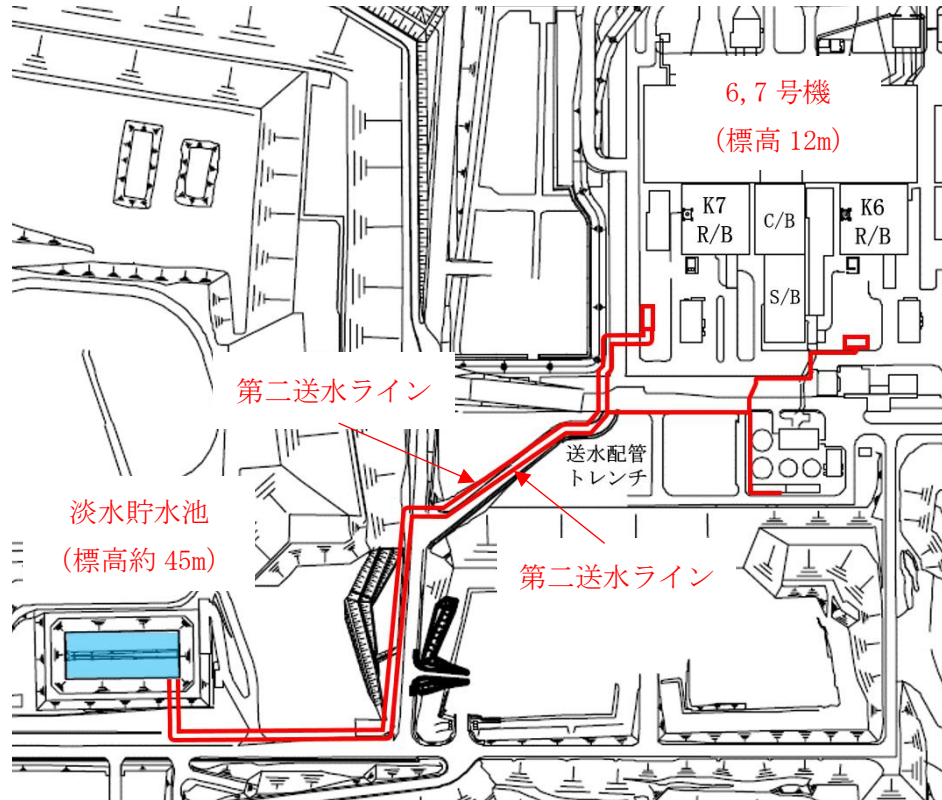 6,7 号機
(標高 12m)
K7
R/B
C/B
K6
R/B
S/B
第二送水ライン
送水配管
トレンチ
淡水貯水池
(標高約 45m)
第二送水ライン